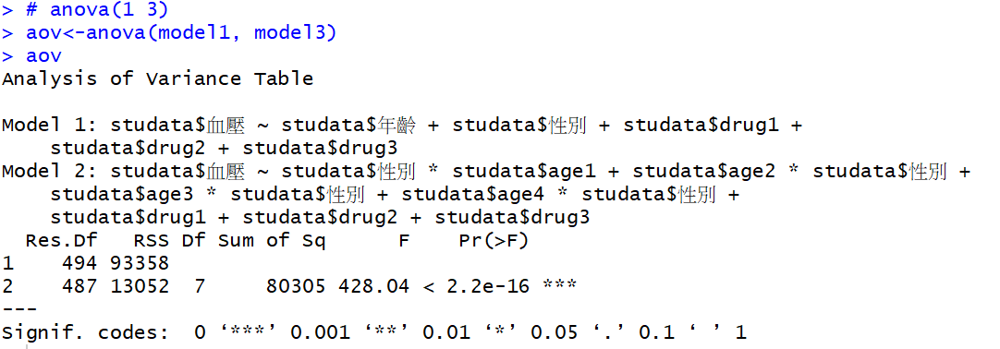 > # anova(1 3)
> aov<-anova(model1, model3)
> aov
Analysis of Variance Table
Model 1: studata$血壓 ~ studata$年齡 + studata$性別 + studata$drug1 +
    studata$drug2 + studata$drug3
Model 2: studata$血壓 ~ studata$性別 * studata$age1 + studata$age2 * studata$性別 +
    studata$age3 * studata$性別 + studata$age4 * studata$性別 +
    studata$drug1 + studata$drug2 + studata$drug3
  Res.Df   RSS Df Sum of Sq      F    Pr(>F)
1    494 93358
2    487 13052  7     80305 428.04 < 2.2e-16 ***
---
Signif. codes:  0 ‘***’ 0.001 ‘**’ 0.01 ‘*’ 0.05 ‘.’ 0.1 ‘ ’ 1